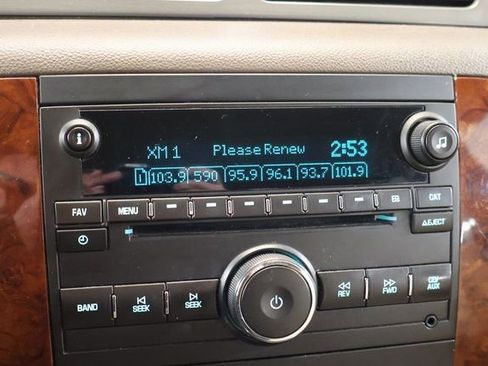 XM 1 Please Renew 2:53
1 103.9 590 95.9 96.1 93.7 101.9
FAV MENU EQ CAT
EJECT
BAND SEEK SEEK REV FWD CD/AUX